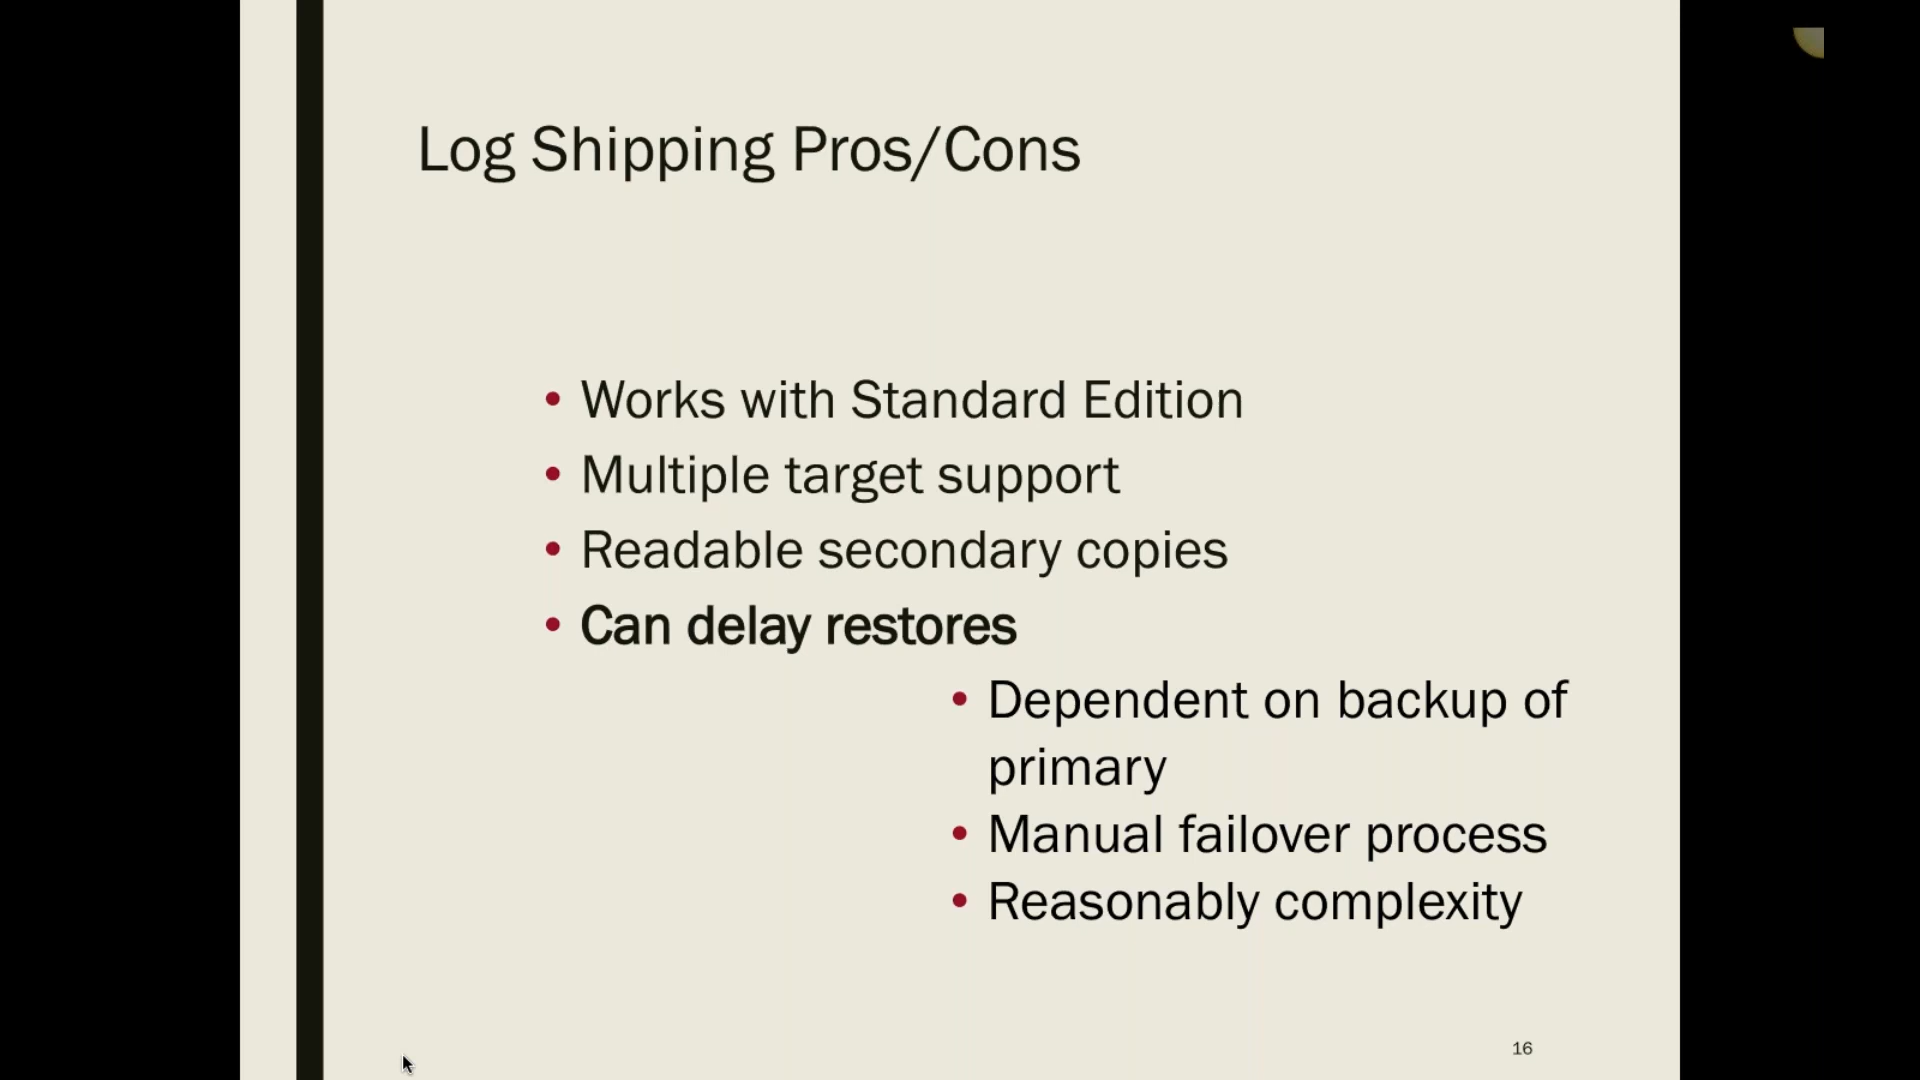 Log Shipping Pros/Cons
• Works with Standard Edition
• Multiple target support
• Readable secondary copies
• Can delay restores
• Dependent on backup of
primary
• Manual failover process
• Reasonably complexity
16